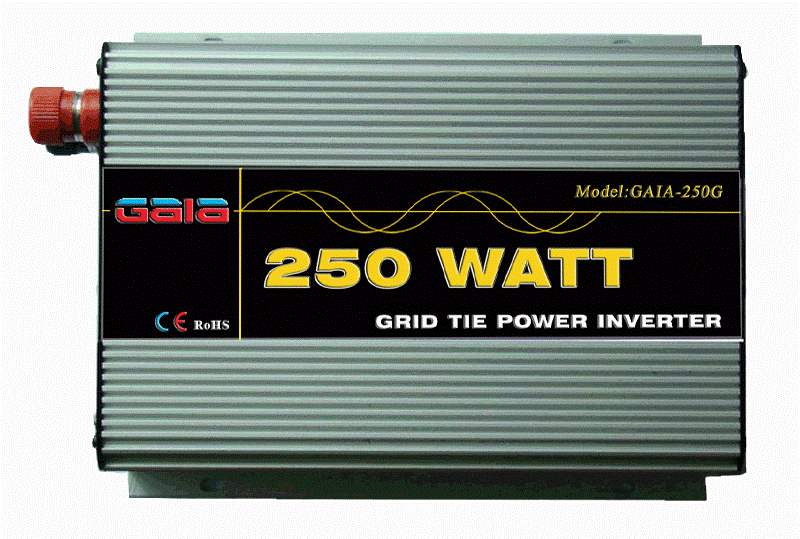 Model:GAIA-250G
GaIa
250 WATT
GRID TIE POWER INVERTER
CE RoHS